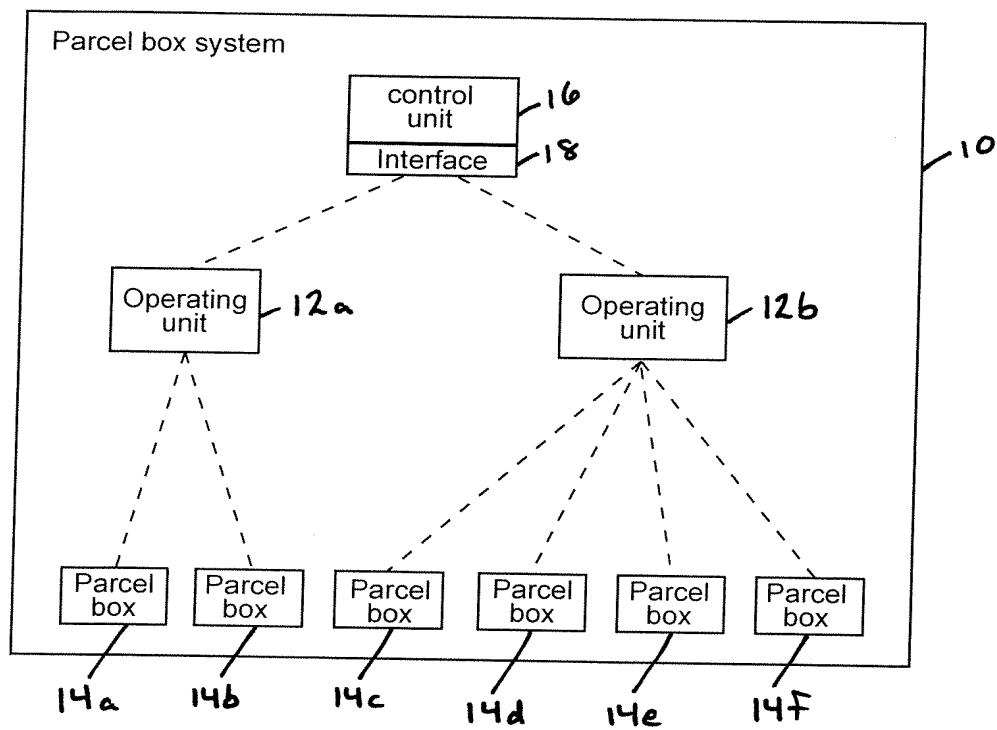 Parcel box system
control
unit
16
Interface
18
10
Operating
unit
12a
Operating
unit
12b
Parcel
box
Parcel
box
Parcel
box
Parcel
box
Parcel
box
Parcel
box
14a
14b
14c
14d
14e
14f